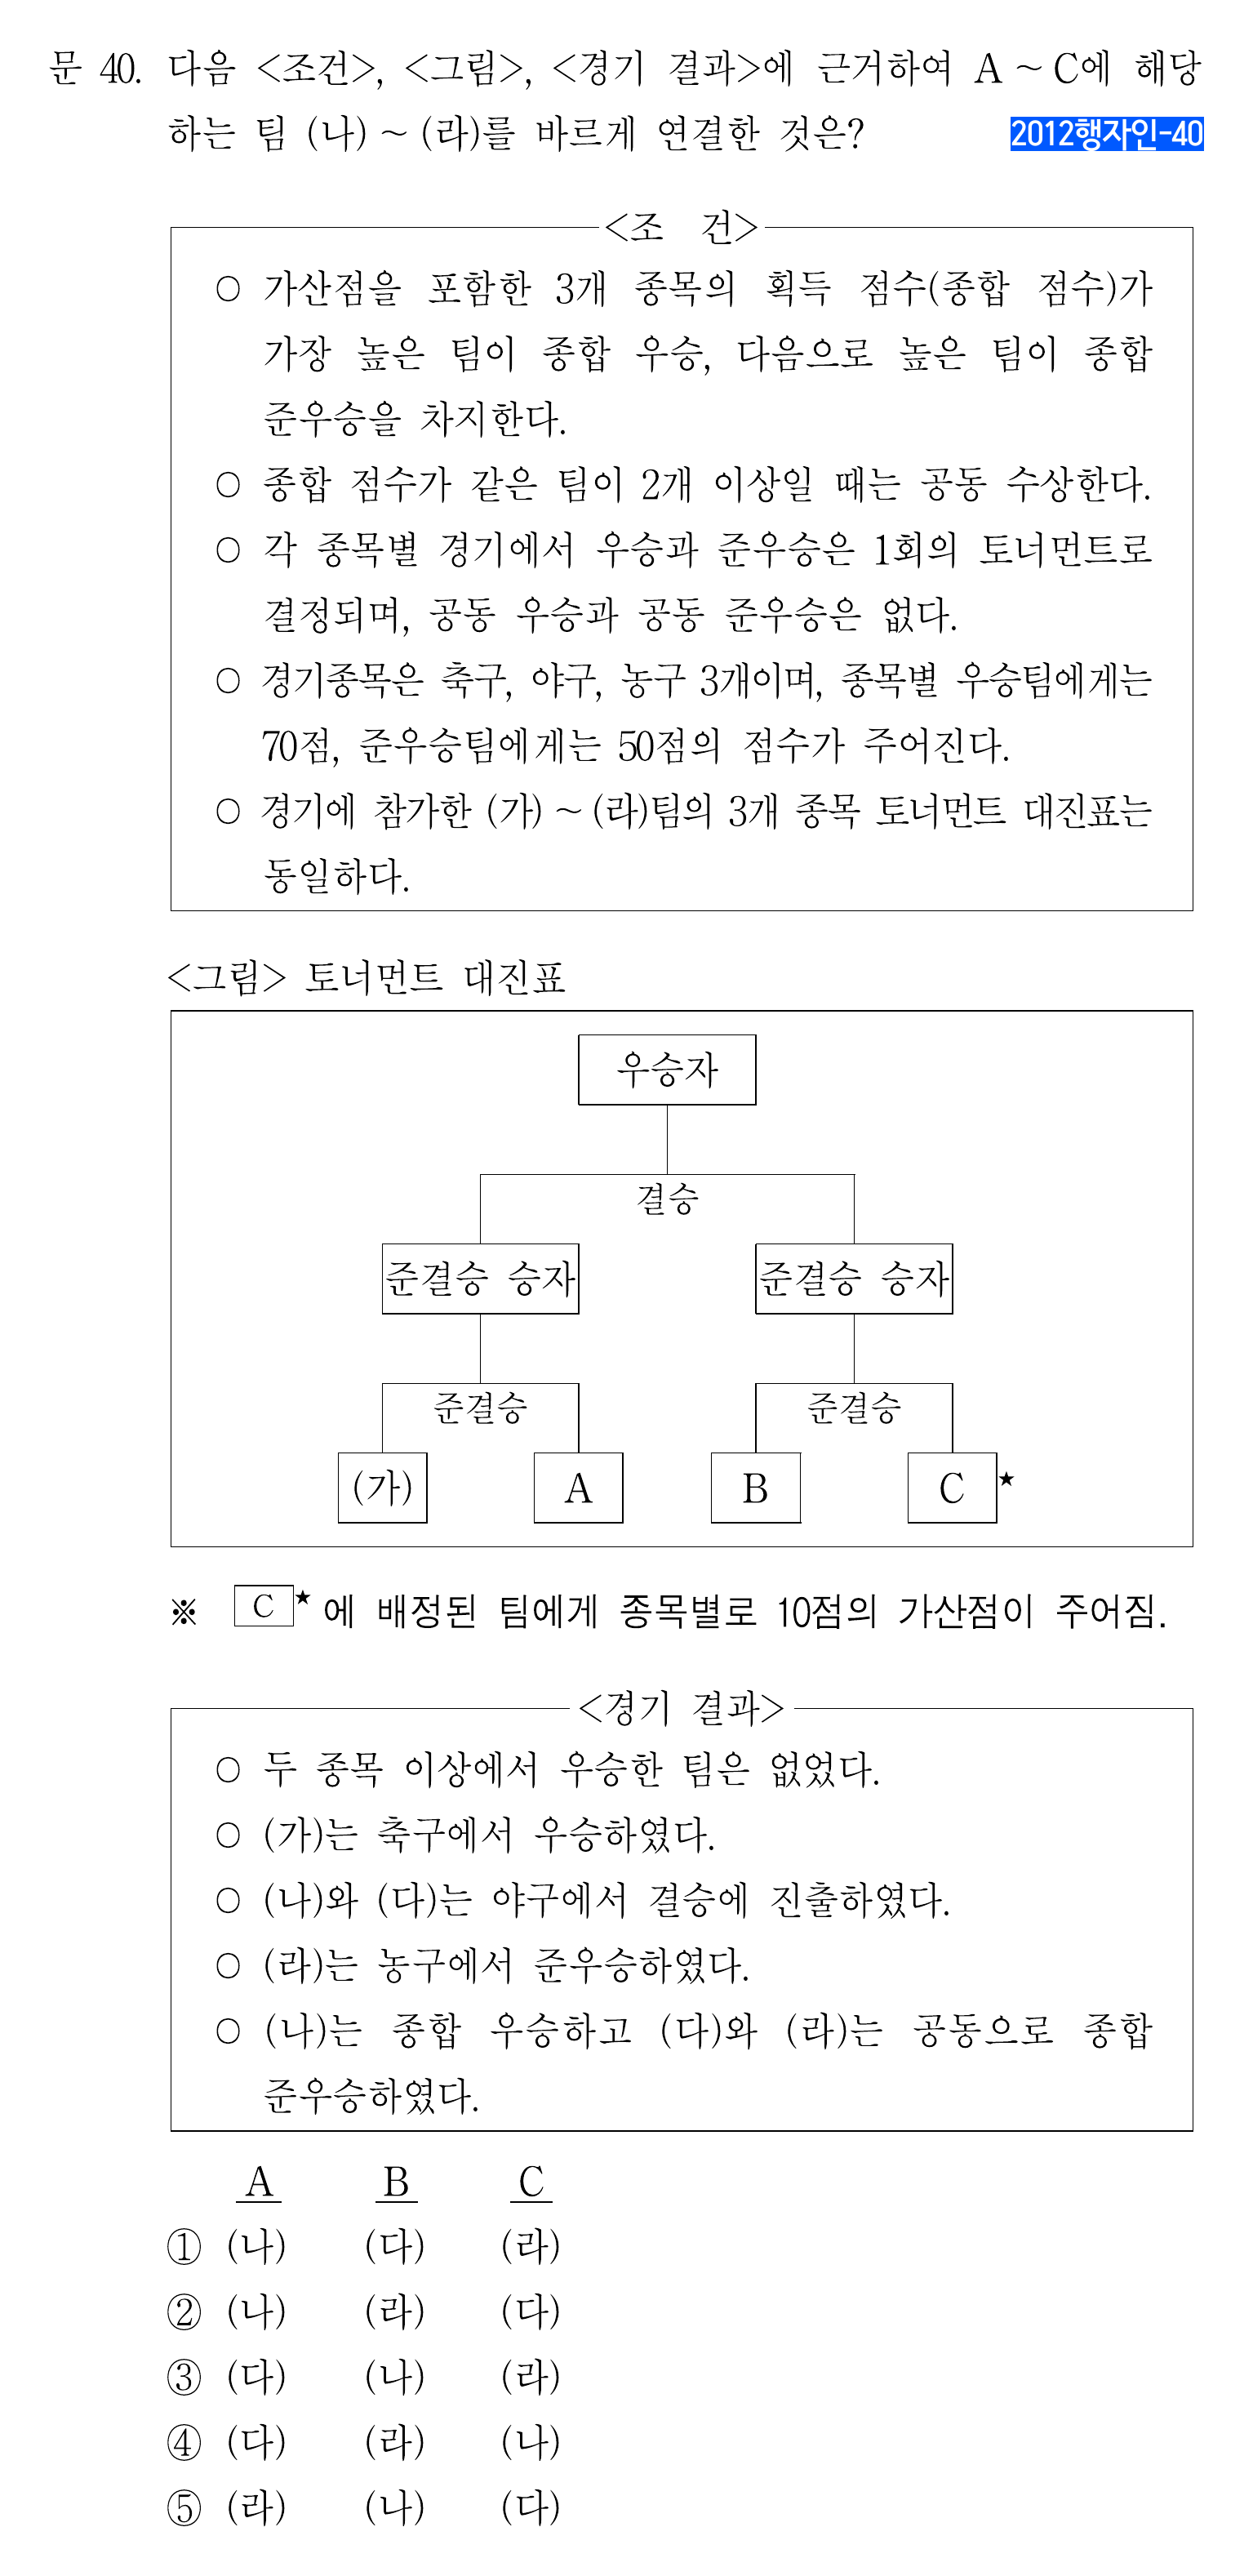 문 40. 다음 <조건>, <그림>, <경기 결과>에 근거하여 A ~ C에 해당
하는 팀 (나) ~ (라)를 바르게 연결한 것은? 2012행자인-40
<조 건>
○ 가산점을 포함한 3개 종목의 획득 점수(종합 점수)가
가장 높은 팀이 종합 우승, 다음으로 높은 팀이 종합
준우승을 차지한다.
○ 종합 점수가 같은 팀이 2개 이상일 때는 공동 수상한다.
○ 각 종목별 경기에서 우승과 준우승은 1회의 토너먼트로
결정되며, 공동 우승과 공동 준우승은 없다.
○ 경기종목은 축구, 야구, 농구 3개이며, 종목별 우승팀에게는
70점, 준우승팀에게는 50점의 점수가 주어진다.
○ 경기에 참가한 (가) ~ (라)팀의 3개 종목 토너먼트 대진표는
동일하다.
<그림> 토너먼트 대진표
우승자
결승
준결승 승자 준결승 승자
준결승 준결승
(가) A B C★
※ C★에 배정된 팀에게 종목별로 10점의 가산점이 주어짐.
<경기 결과>
○ 두 종목 이상에서 우승한 팀은 없었다.
○ (가)는 축구에서 우승하였다.
○ (나)와 (다)는 야구에서 결승에 진출하였다.
○ (라)는 농구에서 준우승하였다.
○ (나)는 종합 우승하고 (다)와 (라)는 공동으로 종합
준우승하였다.
A B C
① (나) (다) (라)
② (나) (라) (다)
③ (다) (나) (라)
④ (다) (라) (나)
⑤ (라) (나) (다)